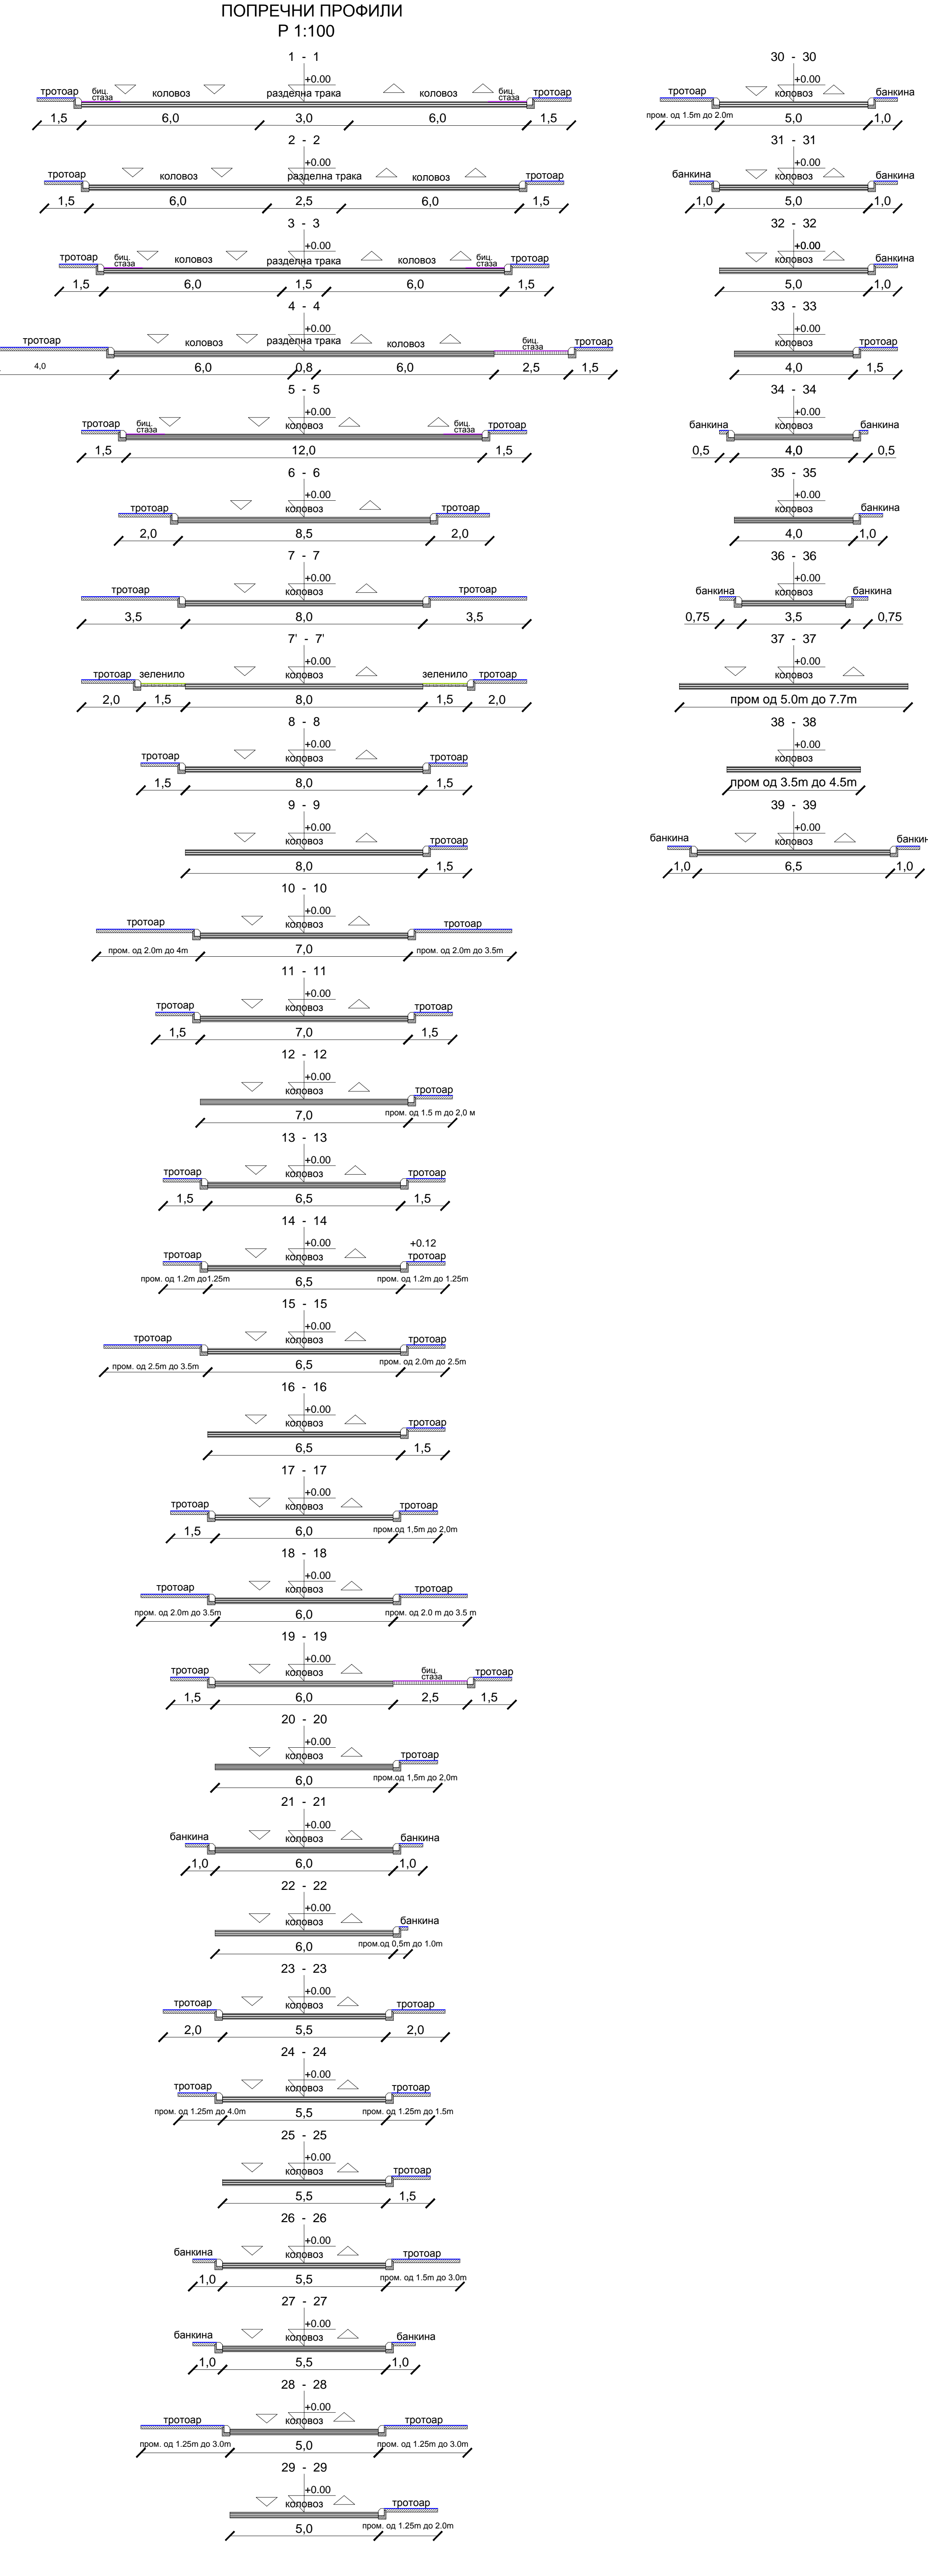 ПОПРЕЧНИ ПРОФИЛИ
Р 1:100
1 - 1
+0.00
тротоар биц. стаза коловоз разделна трака коловоз биц. стаза тротоар
1,5 6,0 3,0 6,0 1,5
2 - 2
+0.00
тротоар коловоз разделна трака коловоз тротоар
1,5 6,0 2,5 6,0 1,5
3 - 3
+0.00
тротоар биц. стаза коловоз разделна трака коловоз биц. стаза тротоар
1,5 6,0 1,5 6,0 1,5
4 - 4
+0.00
тротоар коловоз разделна трака коловоз биц. стаза тротоар
4,0 6,0 0,8 6,0 2,5 1,5
5 - 5
+0.00
тротоар биц. стаза коловоз биц. стаза тротоар
1,5 12,0 1,5
6 - 6
+0.00
тротоар коловоз тротоар
2,0 8,5 2,0
7 - 7
+0.00
тротоар коловоз тротоар
3,5 8,0 3,5
7' - 7'
+0.00
тротоар зеленило коловоз зеленило тротоар
2,0 1,5 8,0 1,5 2,0
8 - 8
+0.00
тротоар коловоз тротоар
1,5 8,0 1,5
9 - 9
+0.00
коловоз тротоар
8,0 1,5
10 - 10
+0.00
тротоар коловоз тротоар
пром. од 2.0m до 4m 7,0 пром. од 2.0m до 3.5m
11 - 11
+0.00
тротоар коловоз тротоар
1,5 7,0 1,5
12 - 12
+0.00
коловоз тротоар
7,0 пром. од 1.5 m до 2,0 м
13 - 13
+0.00
тротоар коловоз тротоар
1,5 6,5 1,5
14 - 14
+0.00 +0.12
тротоар коловоз тротоар
пром. од 1.2m до1.25m 6,5 пром. од 1.2m до 1.25m
15 - 15
+0.00
тротоар коловоз тротоар
пром. од 2.5m до 3.5m 6,5 пром. од 2.0m до 2.5m
16 - 16
+0.00
коловоз тротоар
6,5 1,5
17 - 17
+0.00
тротоар коловоз тротоар
1,5 6,0 пром.од 1,5m до 2,0m
18 - 18
+0.00
тротоар коловоз тротоар
пром. од 2.0m до 3.5m 6,0 пром. од 2.0 m до 3.5 m
19 - 19
+0.00
тротоар коловоз биц. стаза тротоар
1,5 6,0 2,5 1,5
20 - 20
+0.00
коловоз тротоар
6,0 пром.од 1,5m до 2,0m
21 - 21
+0.00
банкина коловоз банкина
1,0 6,0 1,0
22 - 22
+0.00
коловоз банкина
6,0 пром.од 0,5m до 1.0m
23 - 23
+0.00
тротоар коловоз тротоар
2,0 5,5 2,0
24 - 24
+0.00
тротоар коловоз тротоар
пром. од 1.25m до 4.0m 5,5 пром. од 1.25m до 1.5m
25 - 25
+0.00
коловоз тротоар
5,5 1,5
26 - 26
+0.00
банкина коловоз тротоар
1,0 5,5 пром. од 1.5m до 3.0m
27 - 27
+0.00
банкина коловоз банкина
1,0 5,5 1,0
28 - 28
+0.00
тротоар коловоз тротоар
пром. од 1.25m до 3.0m 5,0 пром. од 1.25m до 3.0m
29 - 29
+0.00
коловоз тротоар
5,0 пром. од 1.25m до 2.0m
30 - 30
+0.00
тротоар коловоз банкина
пром. од 1.5m до 2.0m 5,0 1,0
31 - 31
+0.00
банкина коловоз банкина
1,0 5,0 1,0
32 - 32
+0.00
коловоз банкина
5,0 1,0
33 - 33
+0.00
коловоз тротоар
4,0 1,5
34 - 34
+0.00
банкина коловоз банкина
0,5 4,0 0,5
35 - 35
+0.00
коловоз банкина
4,0 1,0
36 - 36
+0.00
банкина коловоз банкина
0,75 3,5 0,75
37 - 37
+0.00
коловоз
пром од 5.0m до 7.7m
38 - 38
+0.00
коловоз
пром од 3.5m до 4.5m
39 - 39
+0.00
банкина коловоз банкин
1,0 6,5 1,0